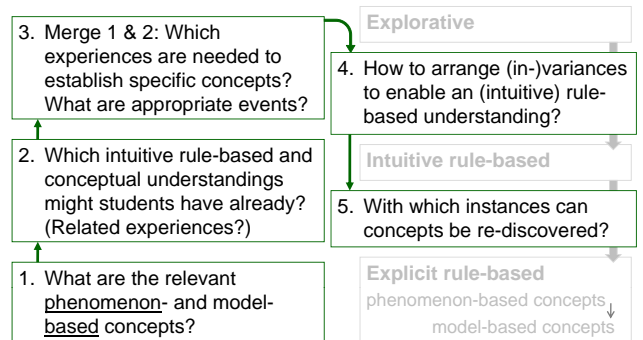 3. Merge 1 & 2: Which
experiences are needed to
establish specific concepts?
What are appropriate events?
2. Which intuitive rule-based and
conceptual understandings
might students have already?
(Related experiences?)
1. What are the relevant
phenomenon- and model-
based concepts?
Explorative
4. How to arrange (in-)variances
to enable an (intuitive) rule-
based understanding?
Intuitive rule-based
5. With which instances can
concepts be re-discovered?
Explicit rule-based
phenomenon-based concepts
model-based concepts